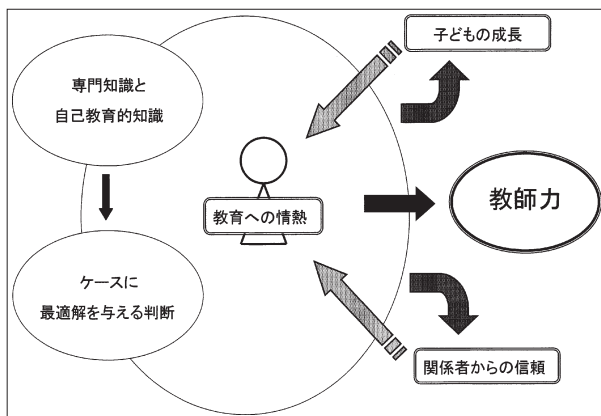 子どもの成長
専門知識と
自己教育的知識
教育への情熱
教師力
ケースに
最適解を与える判断
関係者からの信頼